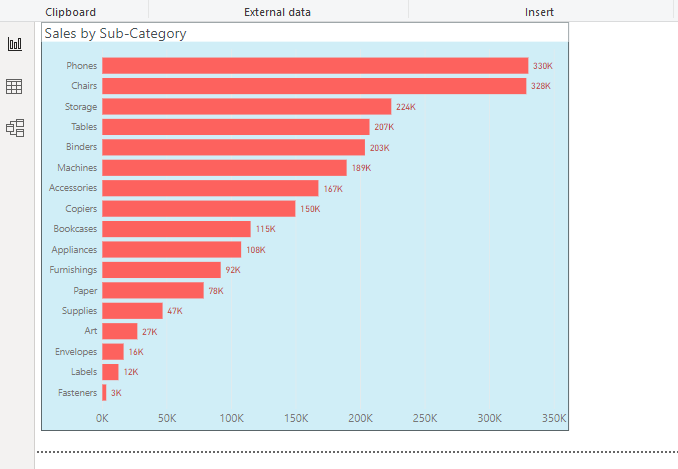 Clipboard External data Insert
Sales by Sub-Category
Phones 330K
Chairs 328K
Storage 224K
Tables 207K
Binders 203K
Machines 189K
Accessories 167K
Copiers 150K
Bookcases 115K
Appliances 108K
Furnishings 92K
Paper 78K
Supplies 47K
Art 27K
Envelopes 16K
Labels 12K
Fasteners 3K
0K 50K 100K 150K 200K 250K 300K 350K